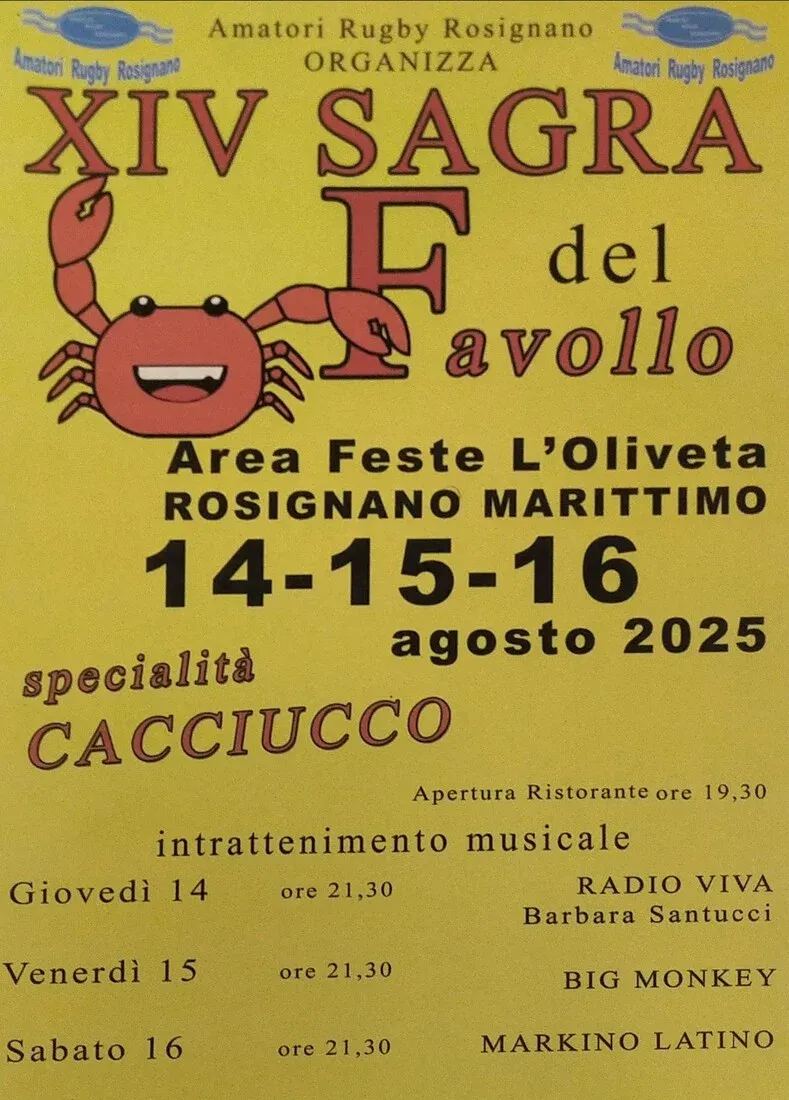 Amatori Rugby Rosignano
ORGANIZZA
Amatori Rugby Rosignano
Amatori Rugby Rosignano
XIV SAGRA
del
Favollo
Area Feste L'Oliveta
ROSIGNANO MARITTIMO
14-15-16
agosto 2025
specialità
CACCIUCCO
Apertura Ristorante ore 19,30
intrattenimento musicale
Giovedì 14 ore 21,30 RADIO VIVA
Barbara Santucci
Venerdì 15 ore 21,30 BIG MONKEY
Sabato 16 ore 21,30 MARKINO LATINO